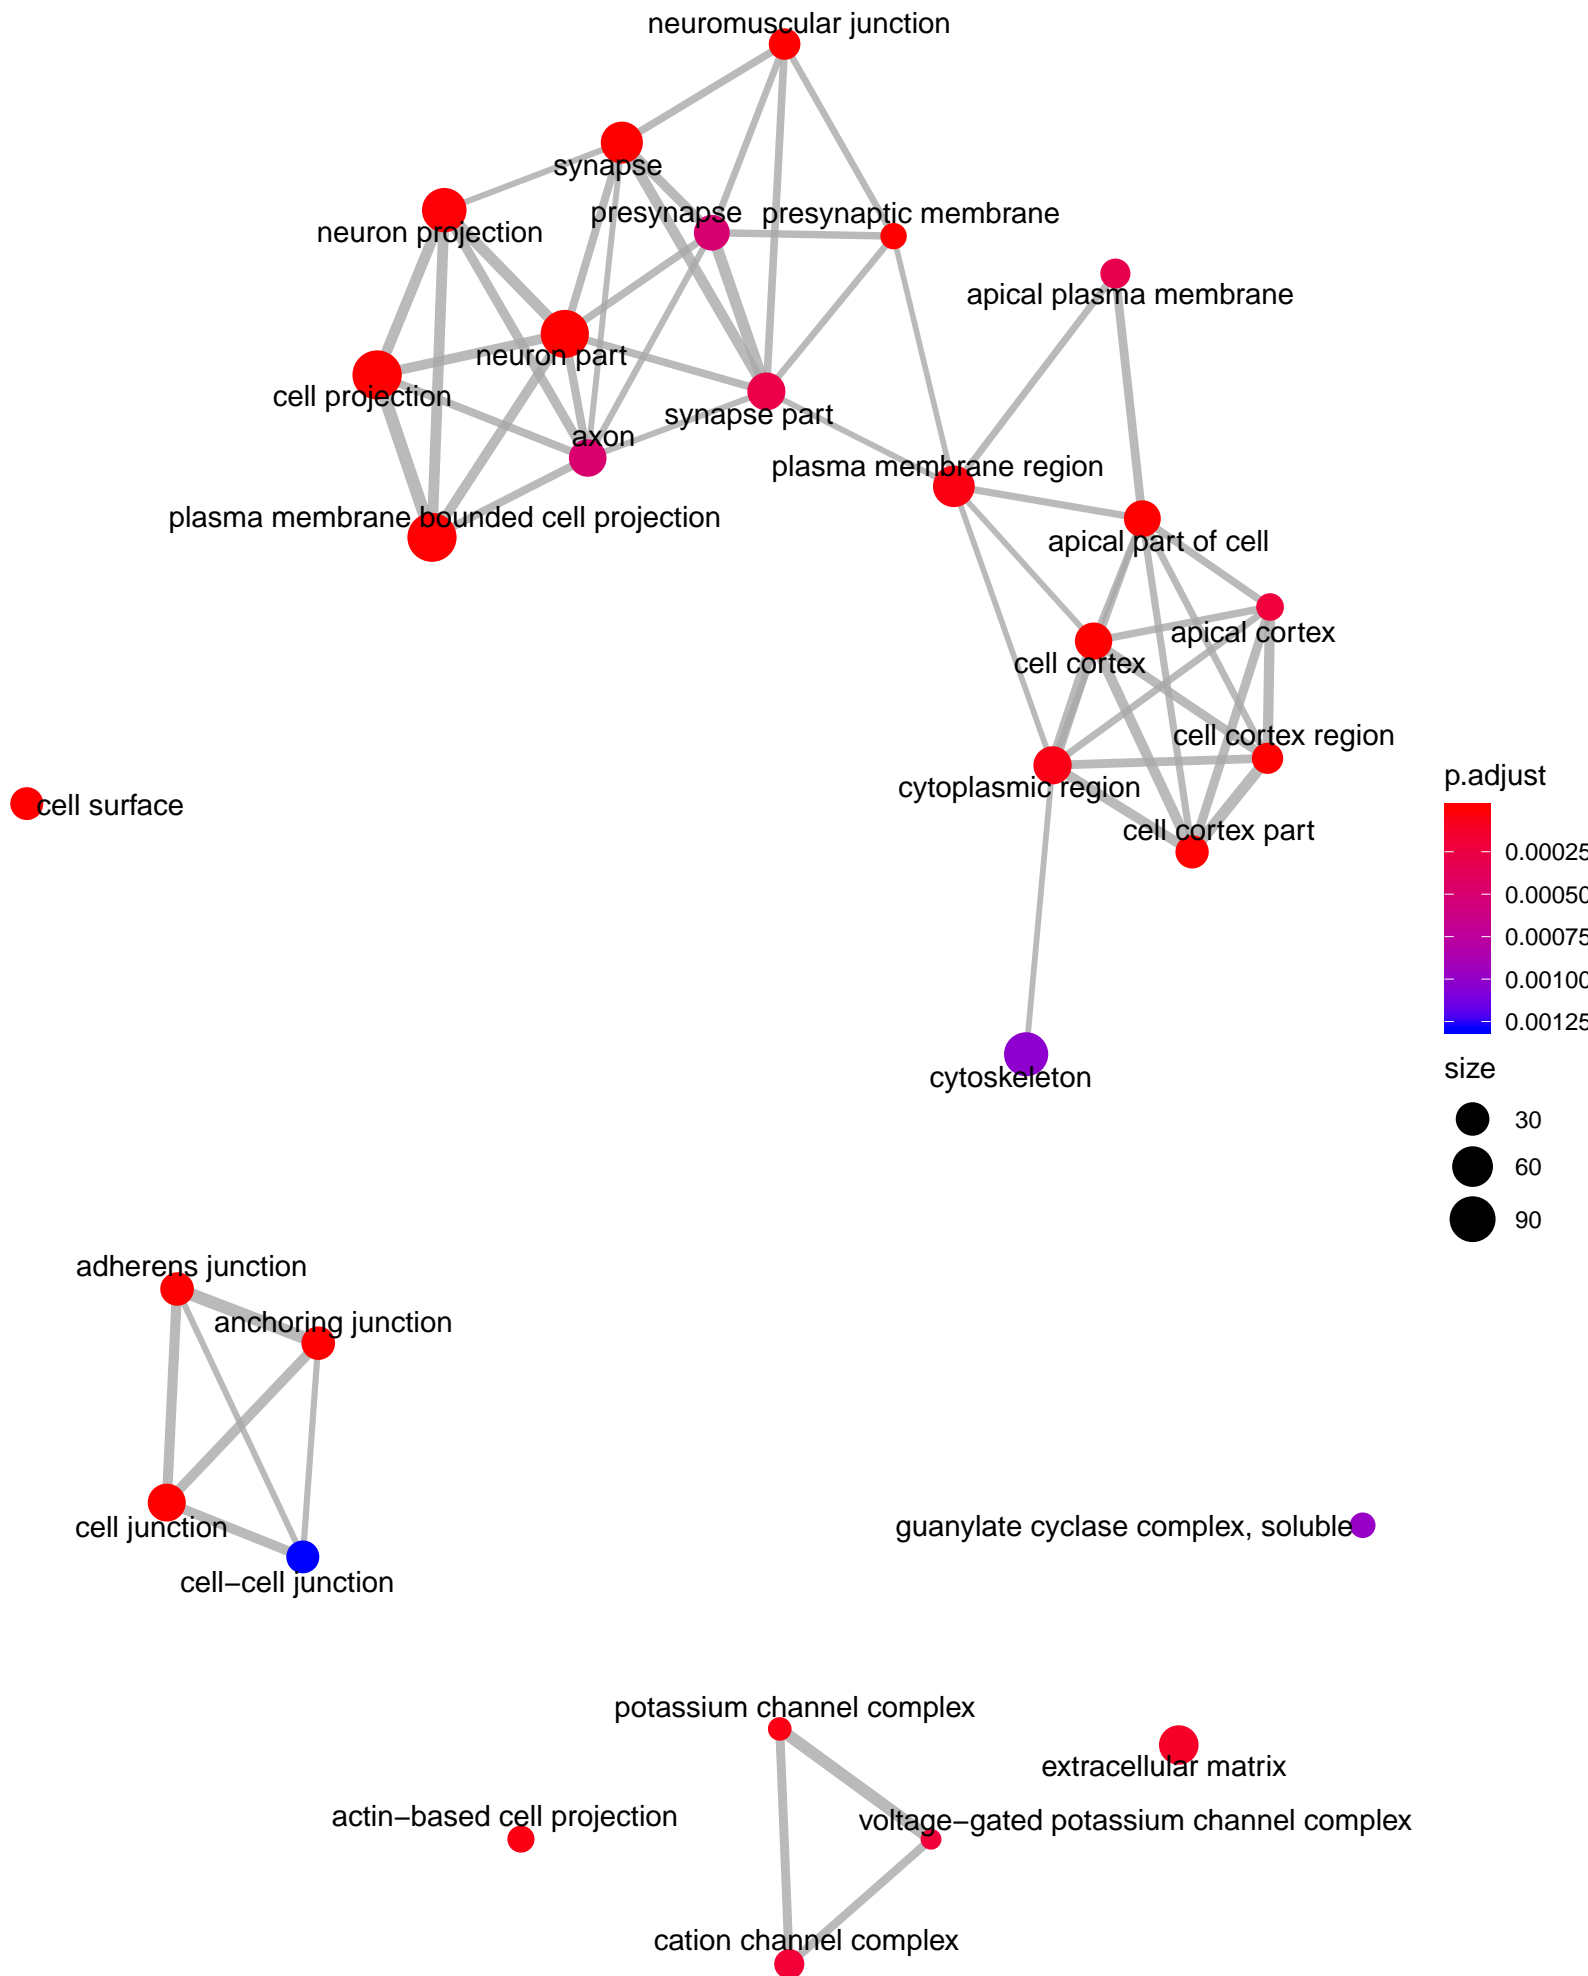 neuromuscular junction
synapse
presynapse
presynaptic membrane
neuron projection
apical plasma membrane
neuron part
cell projection
synapse part
axon
plasma membrane region
plasma membrane bounded cell projection
apical part of cell
apical cortex
cell cortex
cell cortex region
cytoplasmic region
cell surface
cell cortex part
p.adjust
0.00025
0.00050
0.00075
0.00100
0.00125
cytoskeleton
size
30
60
90
adherens junction
anchoring junction
cell junction
guanylate cyclase complex, soluble
cell−cell junction
potassium channel complex
extracellular matrix
actin−based cell projection
voltage−gated potassium channel complex
cation channel complex